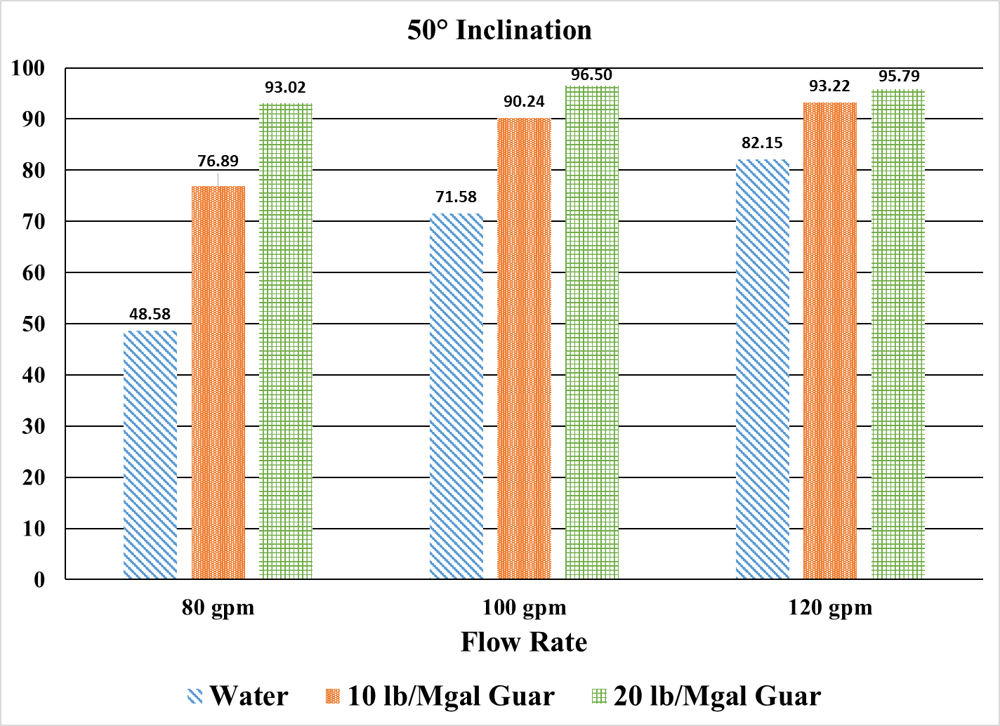 50° Inclination
100
90
80
70
60
50
40
30
20
10
0
48.58
76.89
93.02
71.58
90.24
96.50
82.15
93.22
95.79
80 gpm
100 gpm
120 gpm
Flow Rate
Water
10 lb/Mgal Guar
20 lb/Mgal Guar